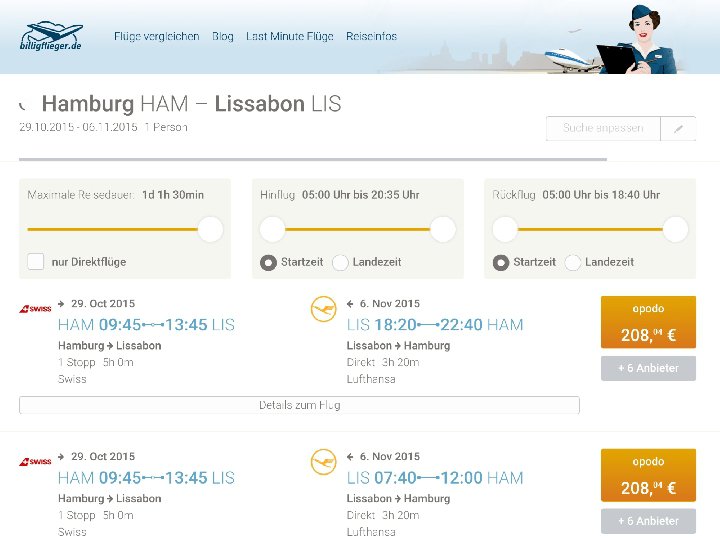 billigflieger.de
Flüge vergleichen Blog Last Minute Flüge Reiseinfos
Hamburg HAM – Lissabon LIS
29.10.2015 - 06.11.2015 1 Person
Suche anpassen
Maximale Reisedauer: 1d 1h 30min
nur Direktflüge
Hinflug 05:00 Uhr bis 20:35 Uhr
Startzeit Landezeit
Rückflug 05:00 Uhr bis 18:40 Uhr
Startzeit Landezeit
SWISS
→ 29. Oct 2015
HAM 09:45 13:45 LIS
Hamburg → Lissabon
1 Stopp 5h 0m
Swiss
← 6. Nov 2015
LIS 18:20 22:40 HAM
Lissabon → Hamburg
Direkt 3h 20m
Lufthansa
opodo
208,04 €
+ 6 Anbieter
Details zum Flug
SWISS
→ 29. Oct 2015
HAM 09:45 13:45 LIS
Hamburg → Lissabon
1 Stopp 5h 0m
Swiss
← 6. Nov 2015
LIS 07:40 12:00 HAM
Lissabon → Hamburg
Direkt 3h 20m
Lufthansa
opodo
208,04 €
+ 6 Anbieter